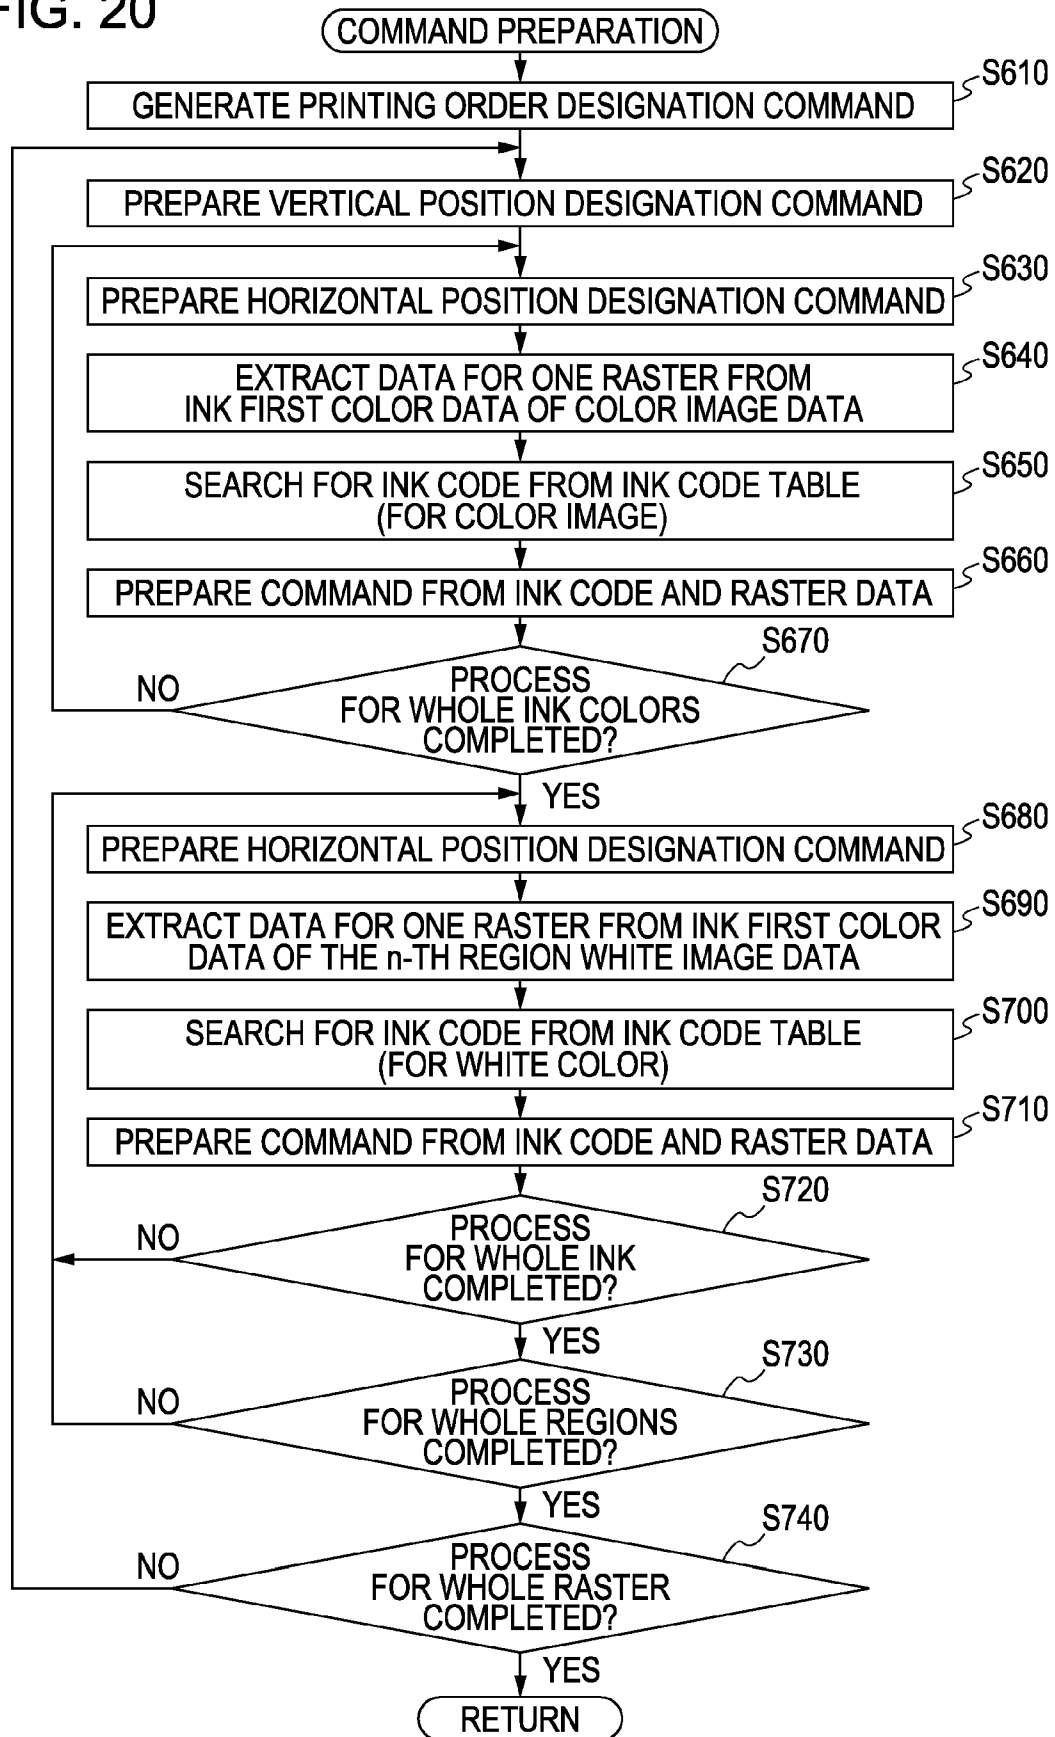 FIG. 20
COMMAND PREPARATION
S610
GENERATE PRINTING ORDER DESIGNATION COMMAND
S620
PREPARE VERTICAL POSITION DESIGNATION COMMAND
S630
PREPARE HORIZONTAL POSITION DESIGNATION COMMAND
S640
EXTRACT DATA FOR ONE RASTER FROM
INK FIRST COLOR DATA OF COLOR IMAGE DATA
S650
SEARCH FOR INK CODE FROM INK CODE TABLE
(FOR COLOR IMAGE)
S660
PREPARE COMMAND FROM INK CODE AND RASTER DATA
S670
PROCESS
FOR WHOLE INK COLORS
COMPLETED?
NO
YES
S680
PREPARE HORIZONTAL POSITION DESIGNATION COMMAND
S690
EXTRACT DATA FOR ONE RASTER FROM INK FIRST COLOR
DATA OF THE n-TH REGION WHITE IMAGE DATA
S700
SEARCH FOR INK CODE FROM INK CODE TABLE
(FOR WHITE COLOR)
S710
PREPARE COMMAND FROM INK CODE AND RASTER DATA
S720
PROCESS
FOR WHOLE INK
COMPLETED?
NO
YES
S730
PROCESS
FOR WHOLE REGIONS
COMPLETED?
NO
YES
S740
PROCESS
FOR WHOLE RASTER
COMPLETED?
NO
YES
RETURN